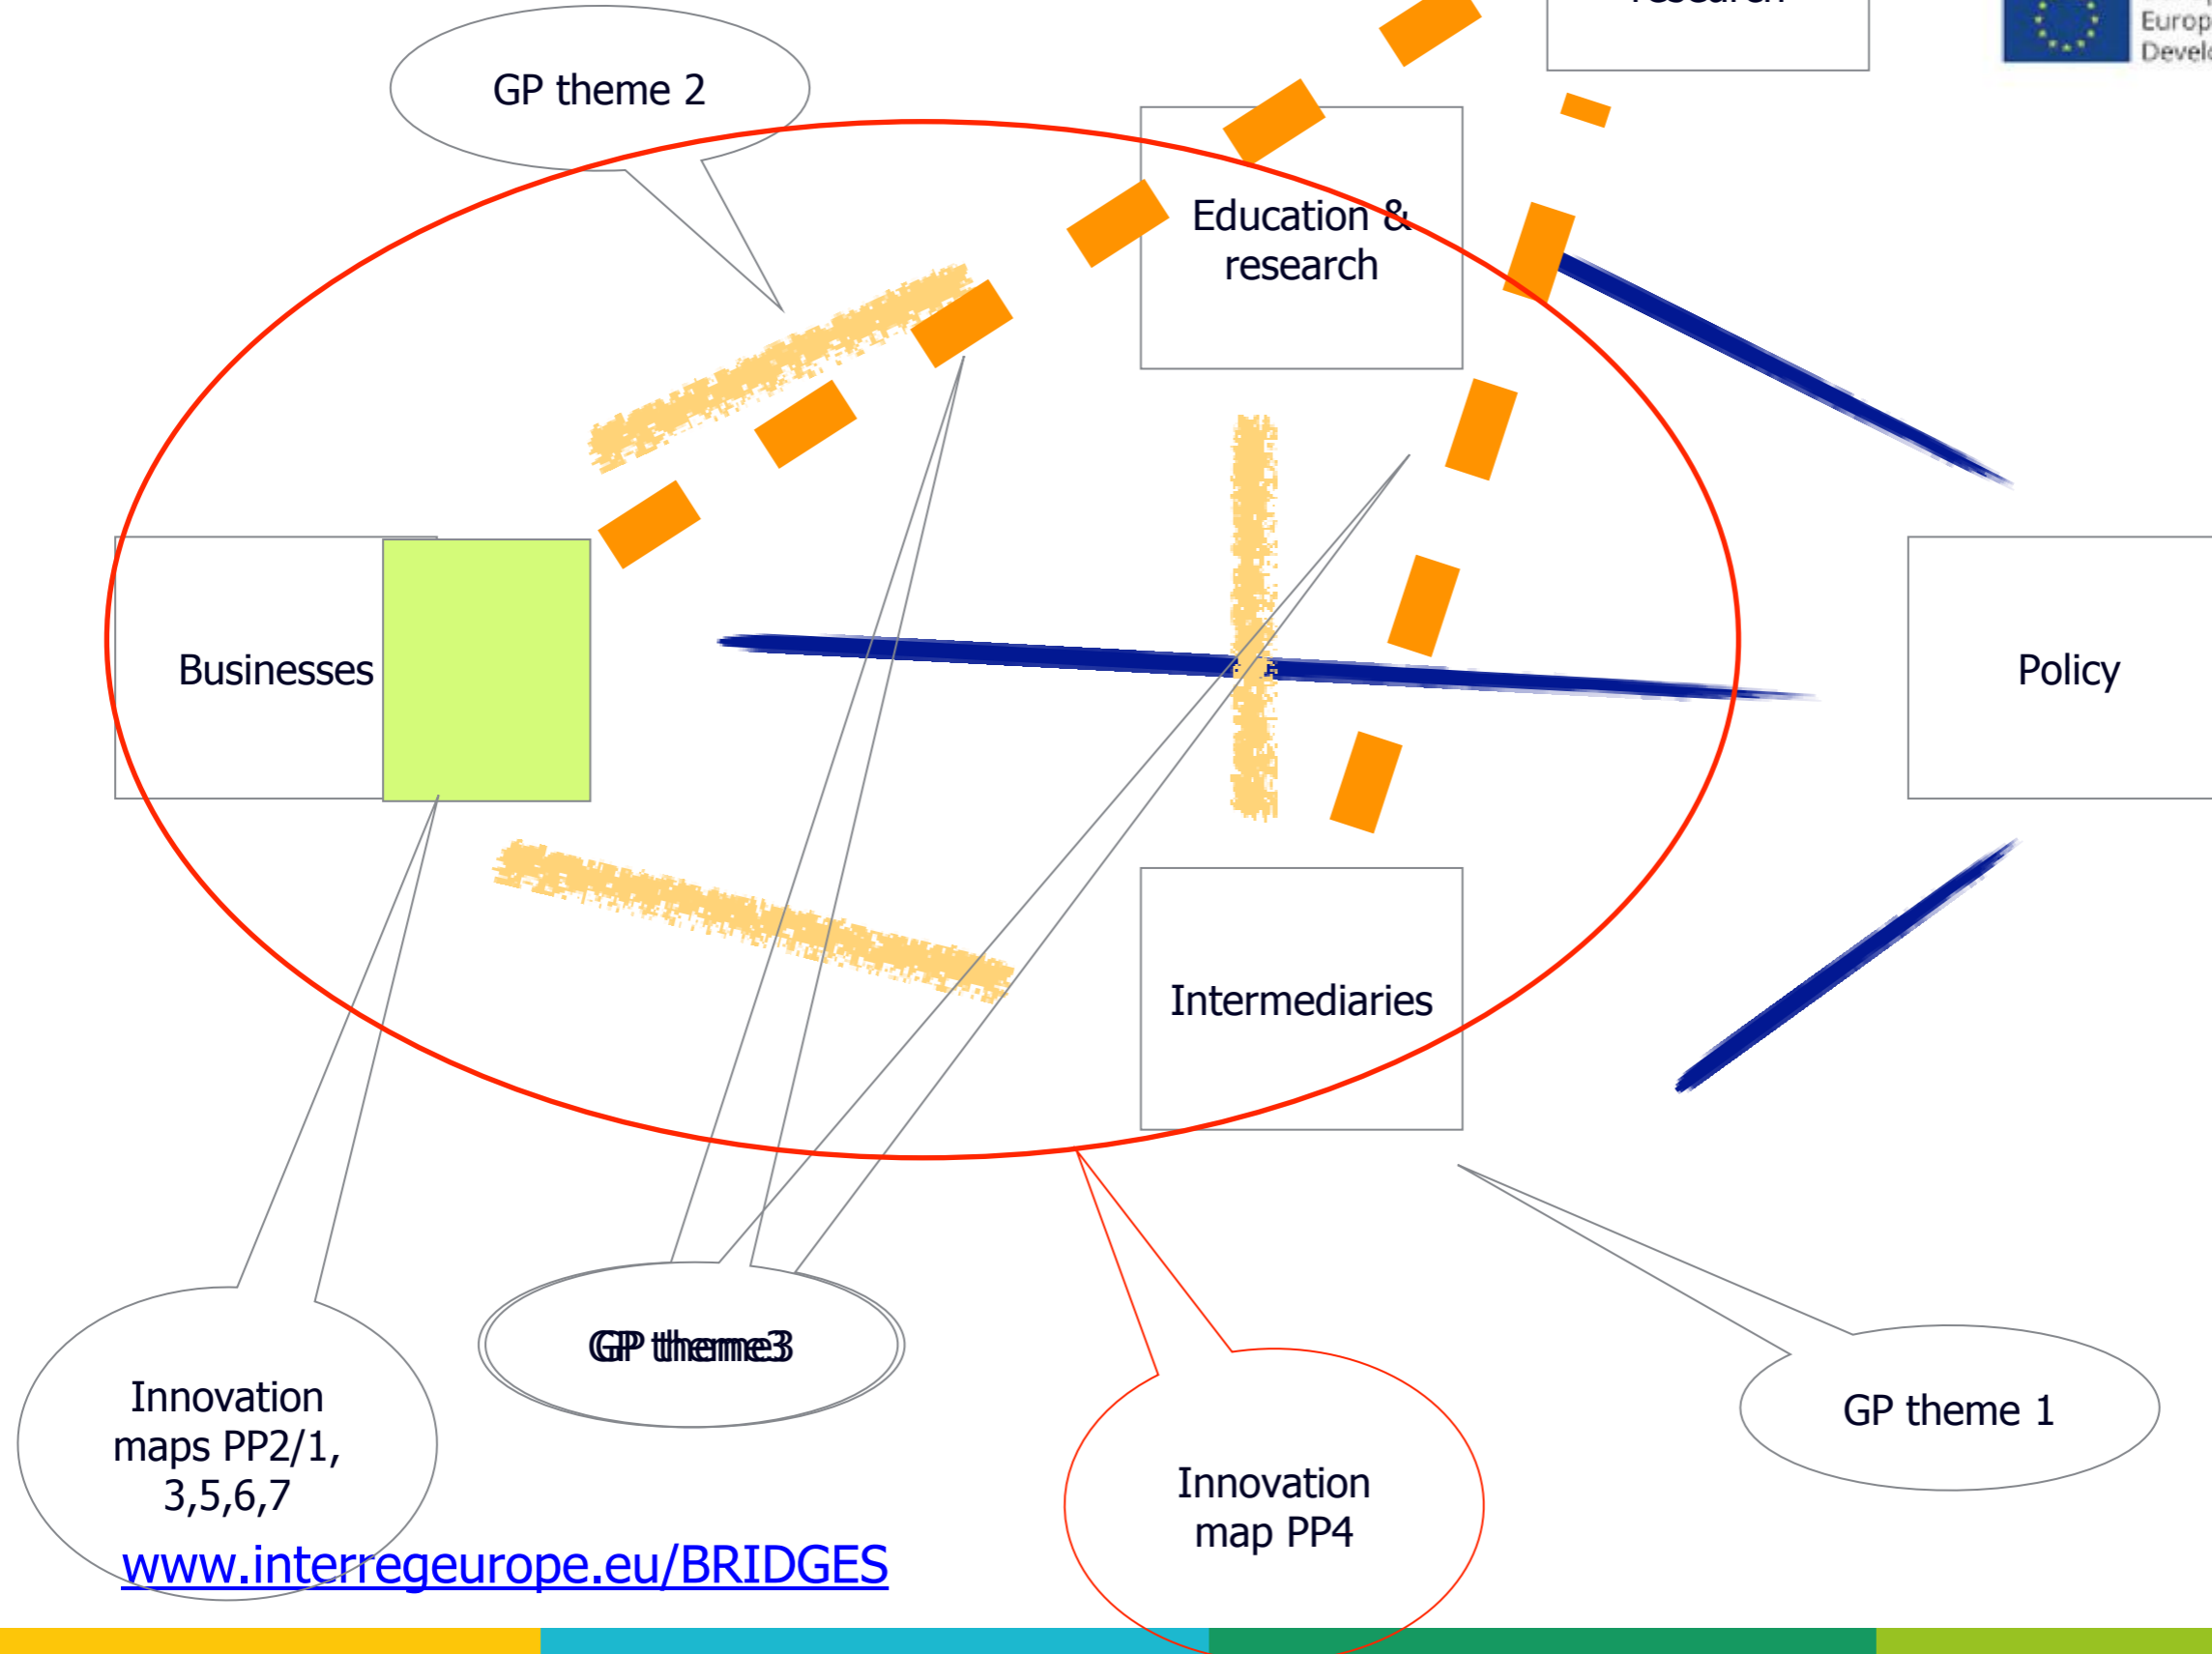 research
GP theme 2
Education &
research
Businesses
Policy
Intermediaries
GP theme3
GP theme 1
Innovation
maps PP2/1,
3,5,6,7
Innovation
map PP4
www.interregeurope.eu/BRIDGES